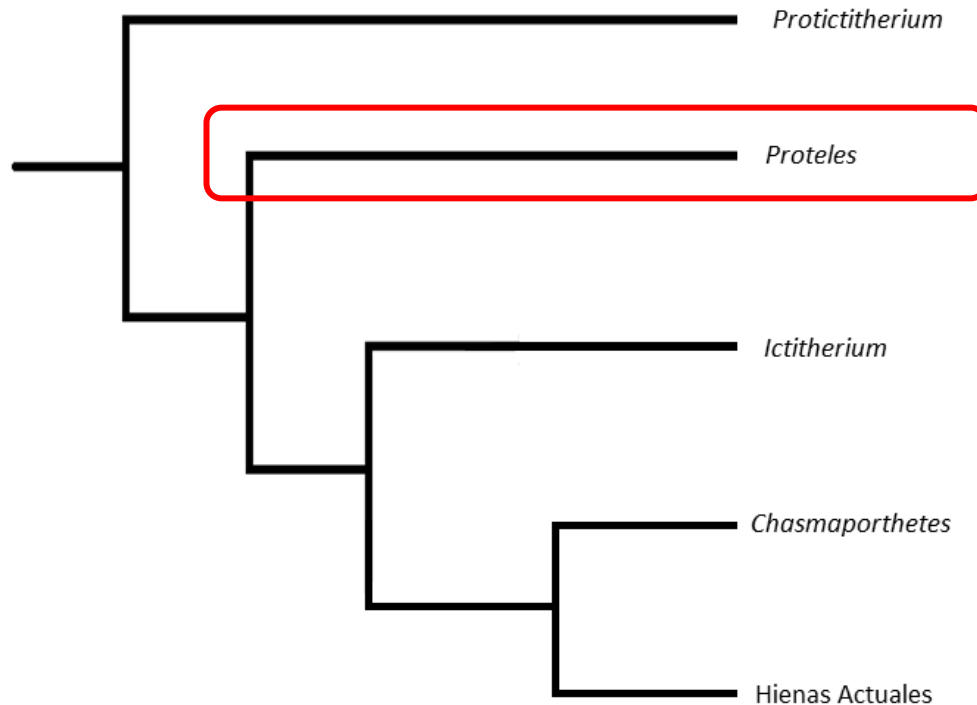 Protictitherium
Proteles
Ictitherium
Chasmaporthetes
Hienas Actuales